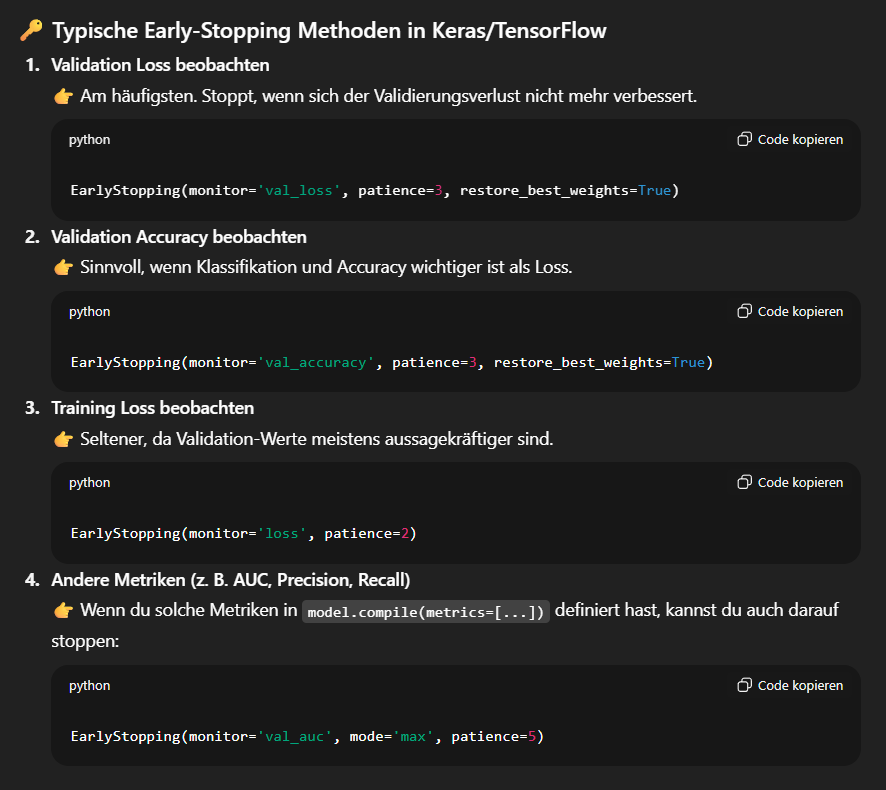 🔑 Typische Early-Stopping Methoden in Keras/TensorFlow
1. Validation Loss beobachten
👉 Am häufigsten. Stoppt, wenn sich der Validierungsverlust nicht mehr verbessert.
python Code kopieren
EarlyStopping(monitor='val_loss', patience=3, restore_best_weights=True)
2. Validation Accuracy beobachten
👉 Sinnvoll, wenn Klassifikation und Accuracy wichtiger ist als Loss.
python Code kopieren
EarlyStopping(monitor='val_accuracy', patience=3, restore_best_weights=True)
3. Training Loss beobachten
👉 Seltener, da Validation-Werte meistens aussagekräftiger sind.
python Code kopieren
EarlyStopping(monitor='loss', patience=2)
4. Andere Metriken (z. B. AUC, Precision, Recall)
👉 Wenn du solche Metriken in model.compile(metrics=[...]) definiert hast, kannst du auch darauf
stoppen:
python Code kopieren
EarlyStopping(monitor='val_auc', mode='max', patience=5)